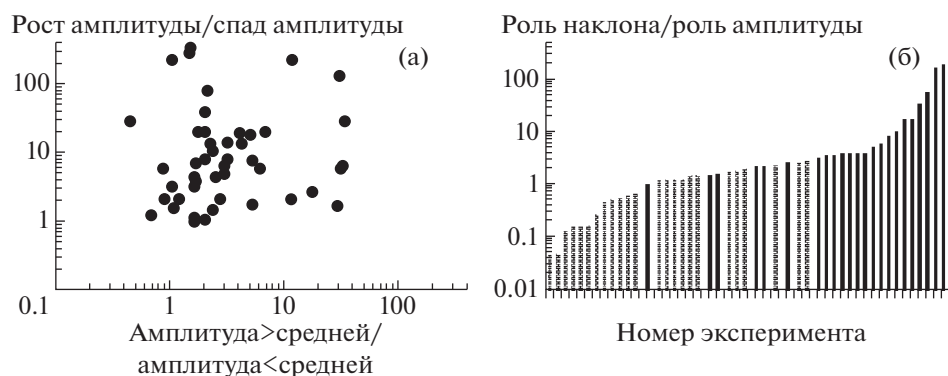 Рост амплитуды/спад амплитуды
(а)
100
10
1
0.1
1
10
100
Амплитуда>средней/
амплитуда<средней
Роль наклона/роль амплитуды
(б)
100
10
1
0.1
0.01
Номер эксперимента